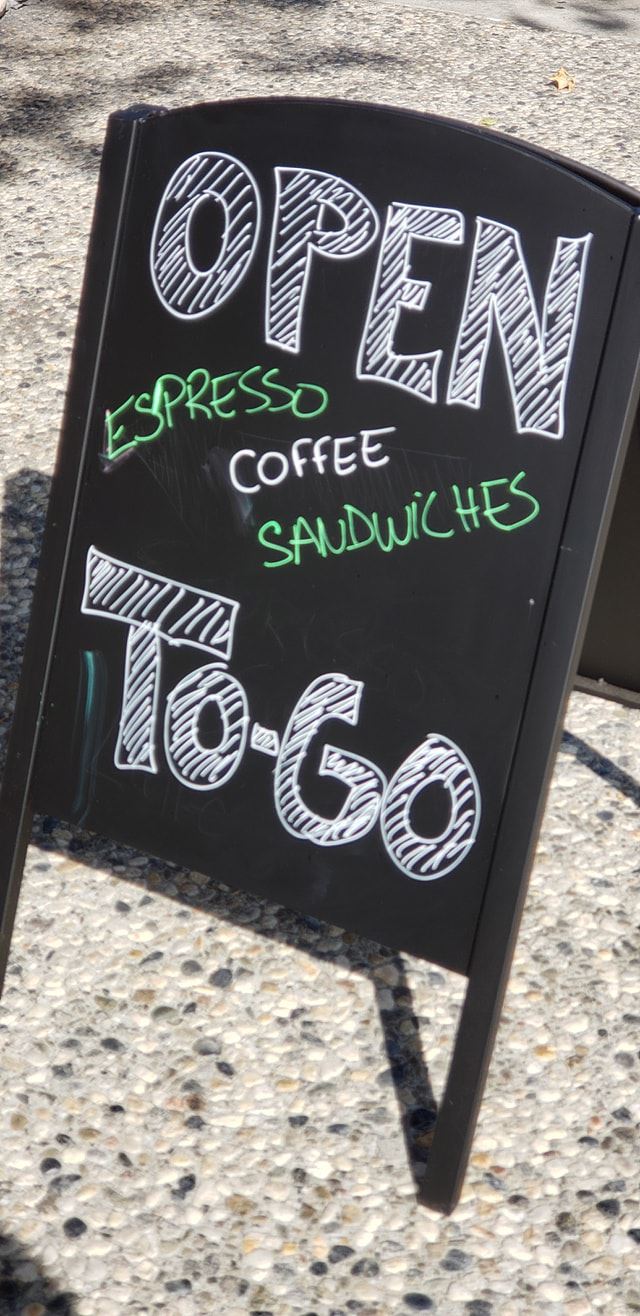 OPEN
ESPRESSO
COFFEE
SANDWiCHES
To-Go